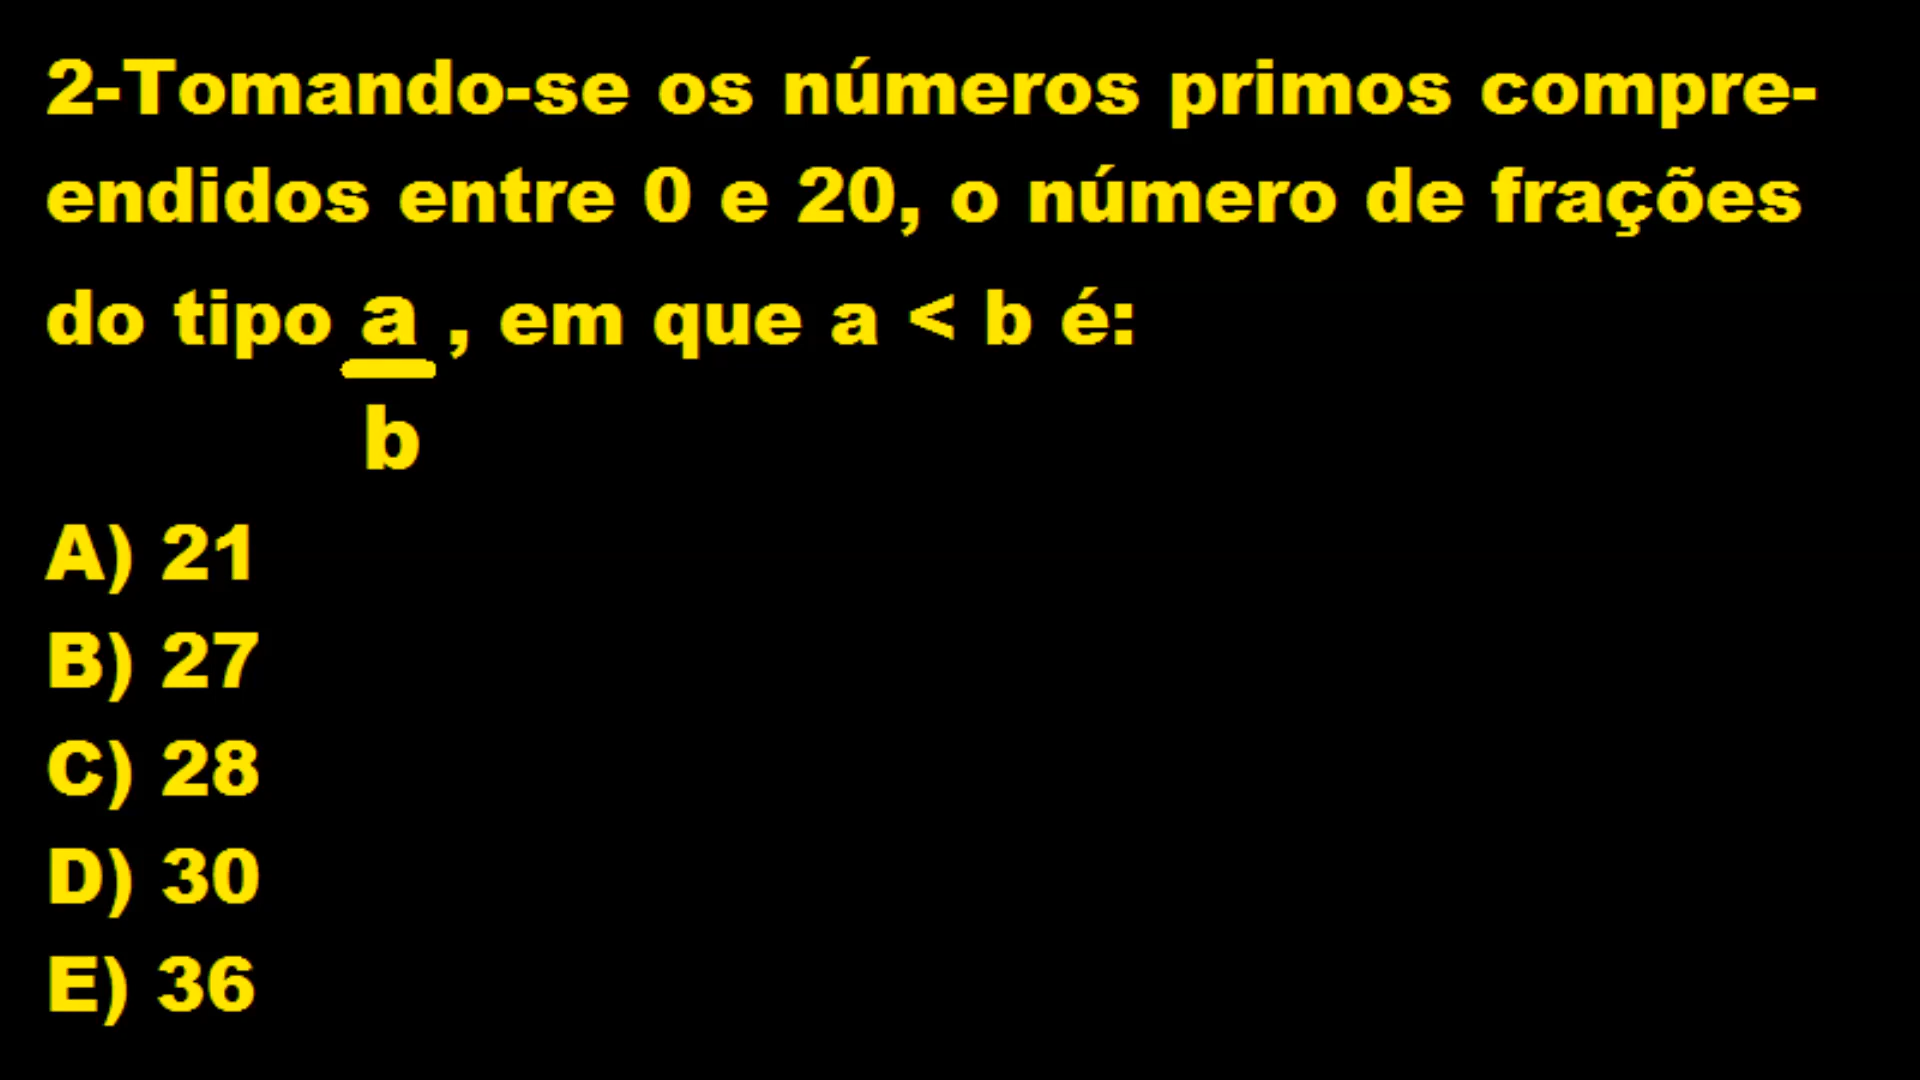 2-Tomando-se os números primos compre-
endidos entre 0 e 20, o número de frações
do tipo a , em que a < b é:
b
A) 21
B) 27
C) 28
D) 30
E) 36